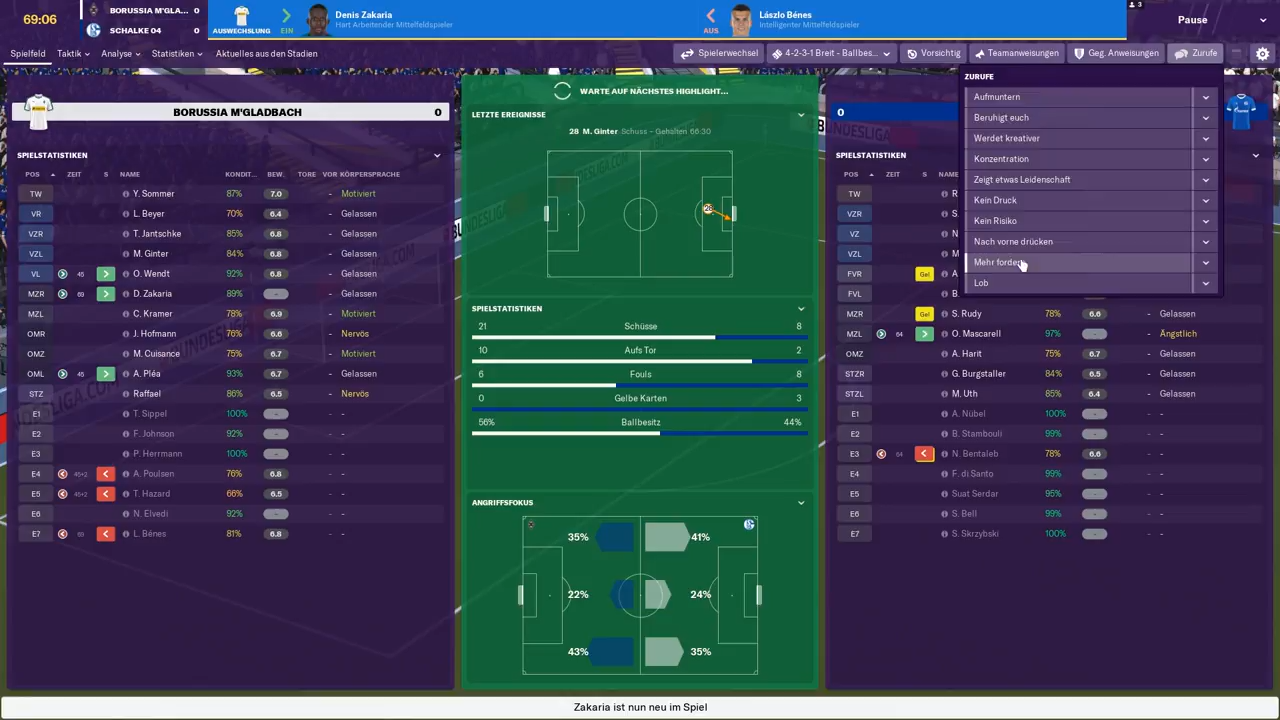 69:06
BORUSSIA M'GLA... 0
SCHALKE 04 0
AUSWECHSLUNG
EIN
Denis Zakaria
Hart Arbeitender Mittelfeldspieler
AUS
László Bénes
Intelligenter Mittelfeldspieler
3
Pause
Spielfeld
Taktik
Analyse
Statistiken
Aktuelles aus den Stadien
Spielerwechsel
4-2-3-1 Breit - Ballbes...
Vorsichtig
Teamanweisungen
Geg. Anweisungen
Zurufe
ZURUFE
Aufmuntern
Beruhigt euch
Werdet kreativer
Konzentration
Zeigt etwas Leidenschaft
Kein Druck
Kein Risiko
Nach vorne drücken
Mehr fordern
Lob
BORUSSIA M'GLADBACH 0
SPIELSTATISTIKEN
POS ZEIT S NAME KONDIT... BEW. TORE VOR KÖRPERSPRACHE
TW Y. Sommer 87% 7.0 - Motiviert
VR L. Beyer 70% 6.4 - Gelassen
VZR T. Jantschke 85% 6.8 - Gelassen
VZL M. Ginter 84% 6.8 - Gelassen
VL 45 O. Wendt 92% 6.8 - Gelassen
MZR 69 D. Zakaria 89% - - Gelassen
MZL C. Kramer 78% 6.9 - Motiviert
OMR J. Hofmann 76% 6.6 - Nervös
OMZ M. Cuisance 75% 6.7 - Motiviert
OML 45 A. Pléa 93% 6.7 - Gelassen
STZ Raffael 86% 6.5 - Nervös
E1 T. Sippel 100% - - -
E2 F. Johnson 92% - - -
E3 P. Herrmann 100% - - -
E4 45+2 A. Poulsen 76% 6.8 - -
E5 45+2 T. Hazard 66% 6.5 - -
E6 N. Elvedi 92% - - -
E7 69 L. Bénes 81% 6.8 - -
WARTE AUF NÄCHSTES HIGHLIGHT...
LETZTE EREIGNISSE
28 M. Ginter Schuss – Gehalten 66:30
28
SPIELSTATISTIKEN
21 Schüsse 8
10 Aufs Tor 2
6 Fouls 8
0 Gelbe Karten 3
56% Ballbesitz 44%
ANGRIFFSFOKUS
35% 41%
22% 24%
43% 35%
0
SPIELSTATISTIKEN
POS ZEIT S NAME
TW R
VZR S.
VZ N
VZL M
FVR Gel
FVL B.
MZR Gel S. Rudy 78% 6.6 - Gelassen
MZL 64 O. Mascarell 97% - - Ängstlich
OMZ A. Harit 75% 6.7 - Gelassen
STZR G. Burgstaller 84% 6.5 - Gelassen
STZL M. Uth 85% 6.4 - Gelassen
E1 A. Nübel 100% - - -
E2 B. Stambouli 99% - - -
E3 64 N. Bentaleb 78% 6.6 - -
E4 F. di Santo 99% - - -
E5 Suat Serdar 95% - - -
E6 S. Bell 99% - - -
E7 S. Skrzybski 100% - - -
Zakaria ist nun neu im Spiel